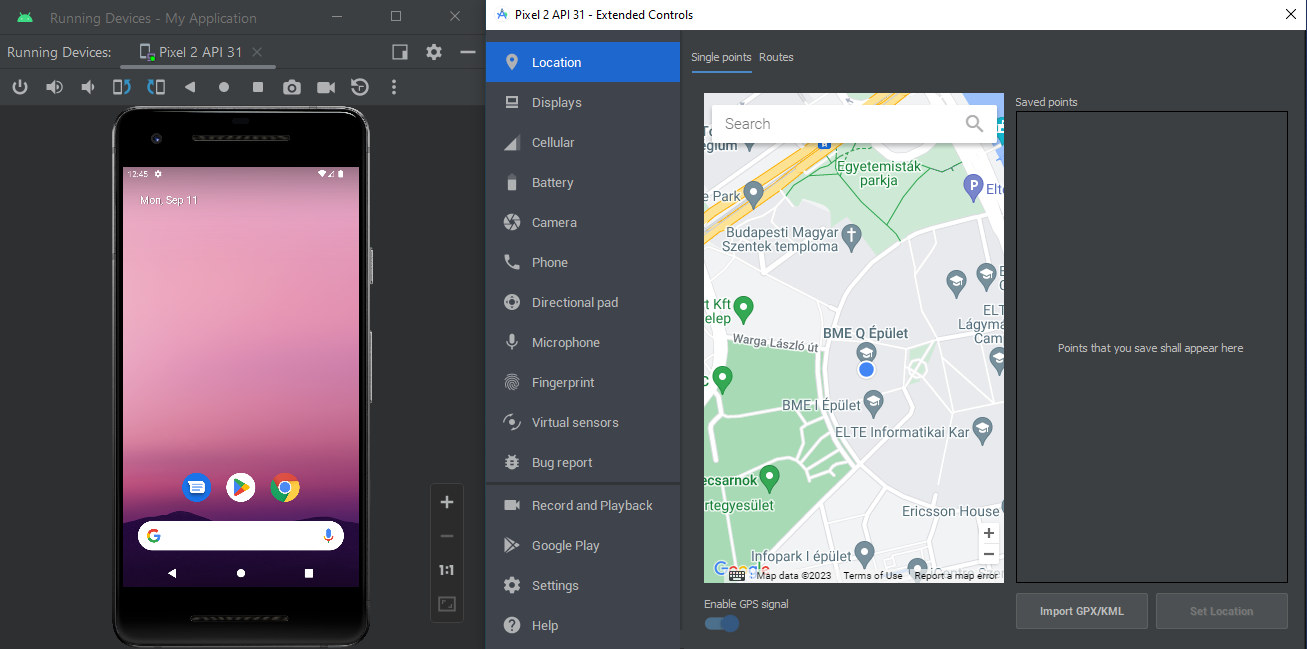 Running Devices - My Application
Running Devices:
Pixel 2 API 31
12:45
Mon, Sep 11
1:1
Pixel 2 API 31 - Extended Controls
Location
Displays
Cellular
Battery
Camera
Phone
Directional pad
Microphone
Fingerprint
Virtual sensors
Bug report
Record and Playback
Google Play
Settings
Help
Single points
Routes
Search
Egyetemisták
parkja
P
Elte
e Park
Budapesti Magyar
Szentek temploma
rt Kft
elep
Warga László út
BME Q Épület
ELT
Lágym
Cam
BME I Épület
ELTE Informatikai Kar
ecsarnok
rtegyesület
Ericsson House
Infopark I épület
Google
Map data ©2023
Terms of Use
Report a map error
Enable GPS signal
Saved points
Points that you save shall appear here
Import GPX/KML
Set Location